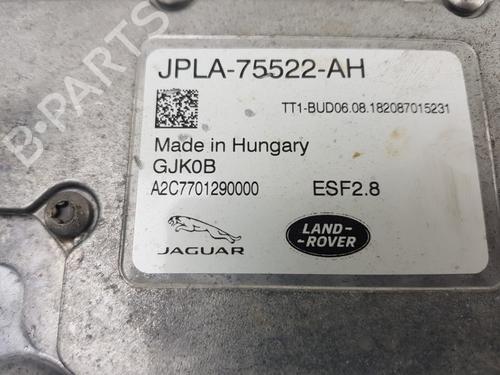 JPLA-75522-AH
TT1-BUD06.08.182087015231
Made in Hungary
GJK0B
A2C7701290000
ESF2.8
JAGUAR
LAND-
-ROVER
B-PARTS